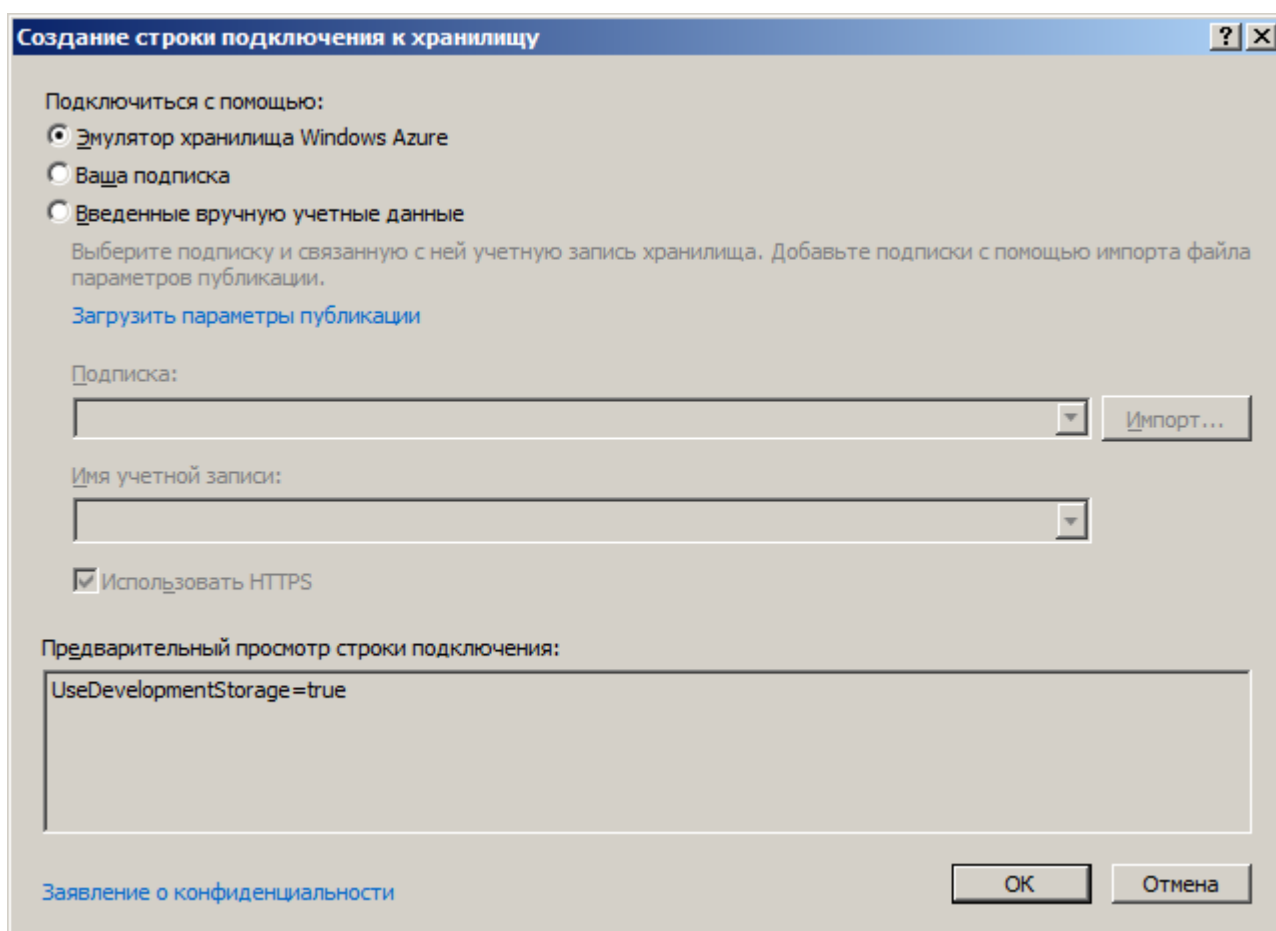 Создание строки подключения к хранилищу
Подключиться с помощью:
Эмулятор хранилища Windows Azure
Ваша подписка
Введенные вручную учетные данные
Выберите подписку и связанную с ней учетную запись хранилища. Добавьте подписки с помощью импорта файла
параметров публикации.
Загрузить параметры публикации
Подписка:
Импорт...
Имя учетной записи:
Использовать HTTPS
Предварительный просмотр строки подключения:
UseDevelopmentStorage=true
Заявление о конфиденциальности
OK
Отмена